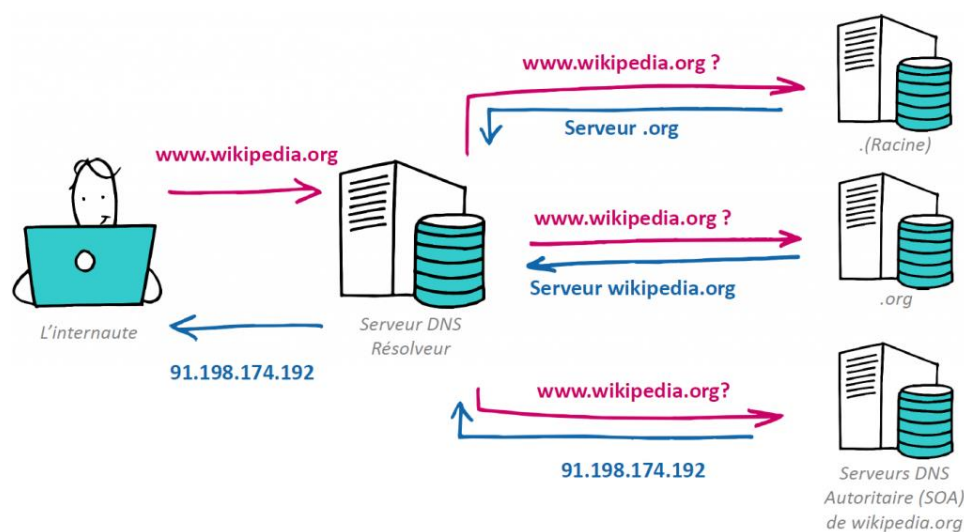 www.wikipedia.org ?
Serveur .org
.(Racine)
www.wikipedia.org
www.wikipedia.org ?
Serveur wikipedia.org
.org
L'internaute
Serveur DNS
Résolveur
91.198.174.192
www.wikipedia.org?
91.198.174.192
Serveurs DNS
Autoritaire (SOA)
de wikipedia.org